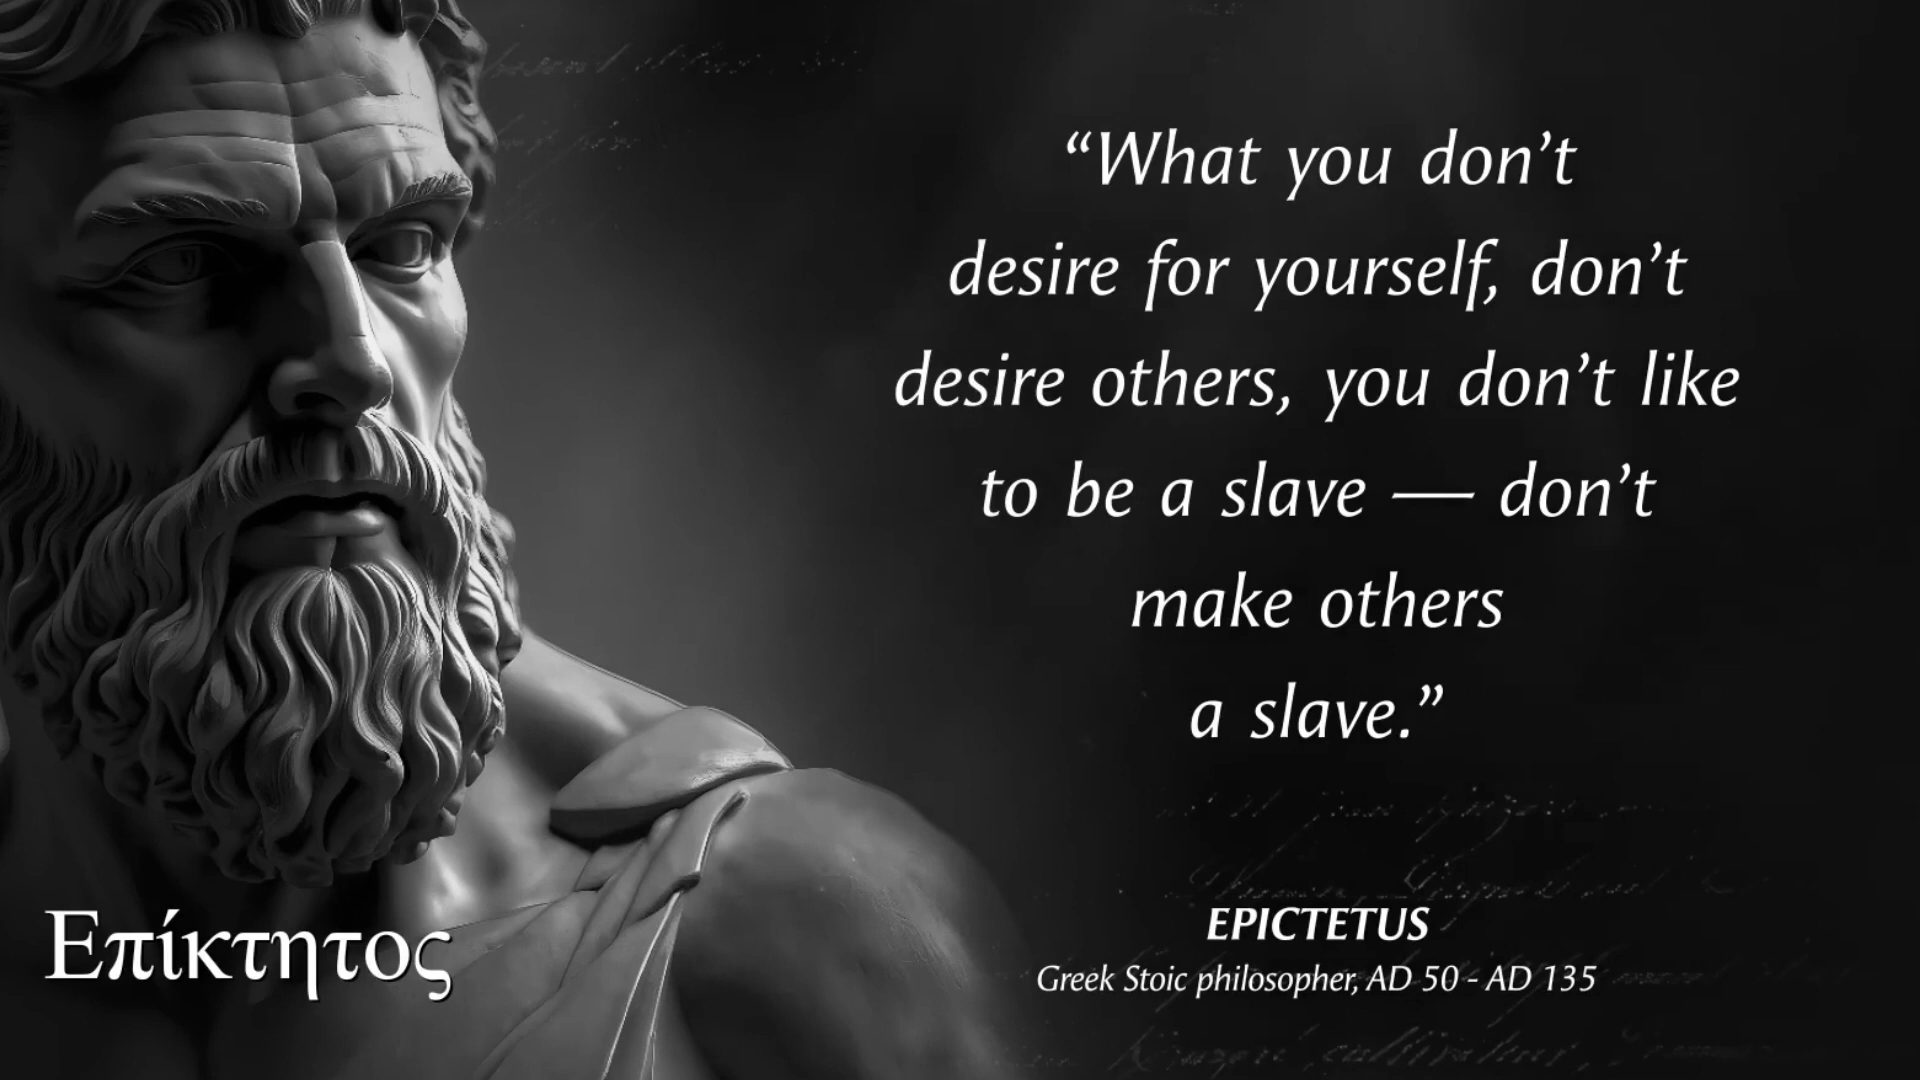 “What you don’t
desire for yourself, don’t
desire others, you don’t like
to be a slave — don’t
make others
a slave.”
EPICTETUS
Greek Stoic philosopher, AD 50 - AD 135
Επίκτητος